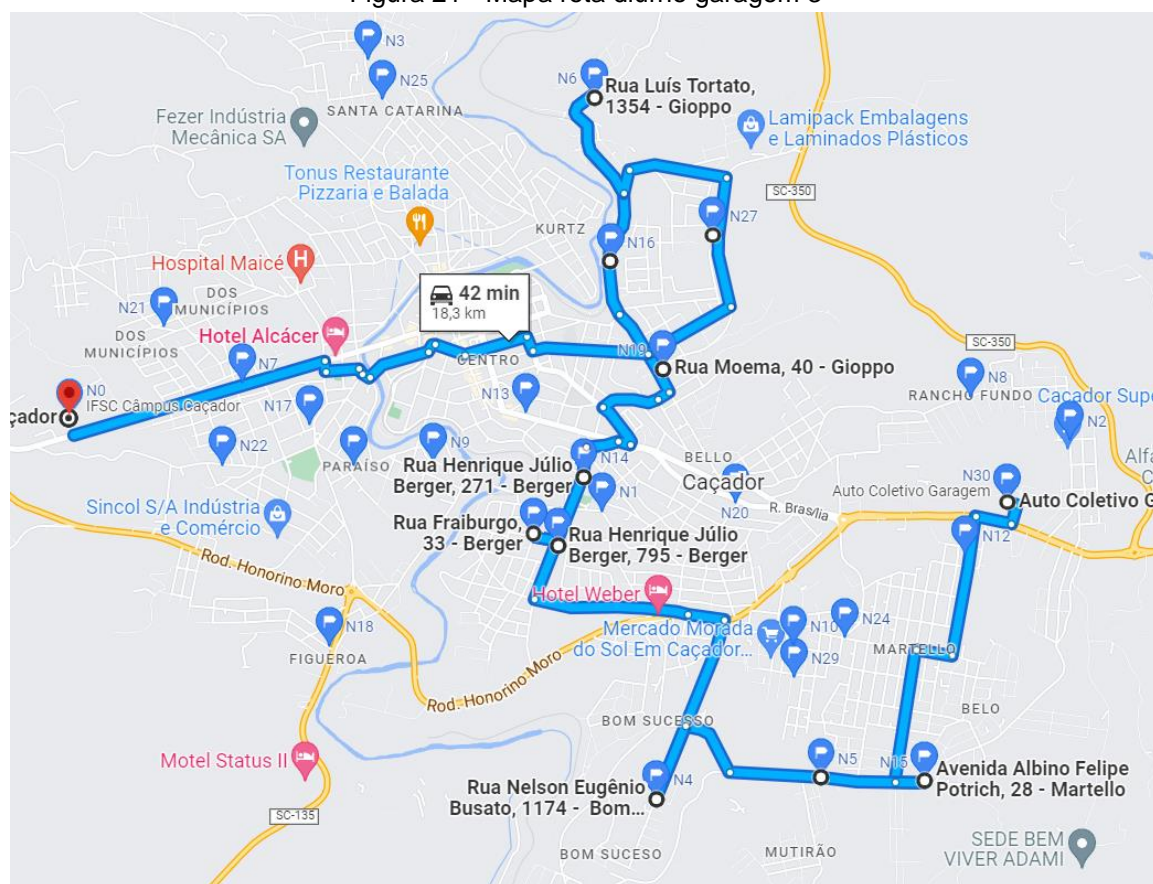 N3
N25
SANTA CATARINA
Fezer Indústria
Mecânica SA
N6
Rua Luís Tortato,
1354 - Gioppo
Lamipack Embalagens
e Laminados Plásticos
SC-350
Tonus Restaurante
Pizzaria e Balada
KURTZ
N16
N27
Hospital Maicé
H
DOS
MUNICÍPIOS
N21
42 min
18,3 km
DOS
MUNICÍPIOS
Hotel Alcácer
N7
CENTRO
N19
Rua Moema, 40 - Gioppo
SC-350
N8
RANCHO FUNDO
Caçador Supe
N2
N0
IFSC Câmpus Caçador
çador
N17
N13
N22
PARAÍSO
N9
N14
BELLO
Caçador
N20
R. Brasília
N30
Alfa
C
Auto Coletivo Garagem
Auto Coletivo G
Rua Henrique Júlio
Berger, 271 - Berger
N1
Sincol S/A Indústria
e Comércio
Rua Fraiburgo,
33 - Berger
Rua Henrique Júlio
Berger, 795 - Berger
N12
Rod. Honorino Moro
Hotel Weber
N18
FIGUEROA
Mercado Morada
do Sol Em Caçador...
N10
N24
N29
MARTELLO
Rod. Honorino Moro
BELO
BOM SUCESSO
Motel Status II
SC-135
Rua Nelson Eugênio
Busato, 1174 - Bom...
N4
N5
N15
Avenida Albino Felipe
Potrich, 28 - Martello
BOM SUCESO
MUTIRÃO
SEDE BEM
VIVER ADAMI